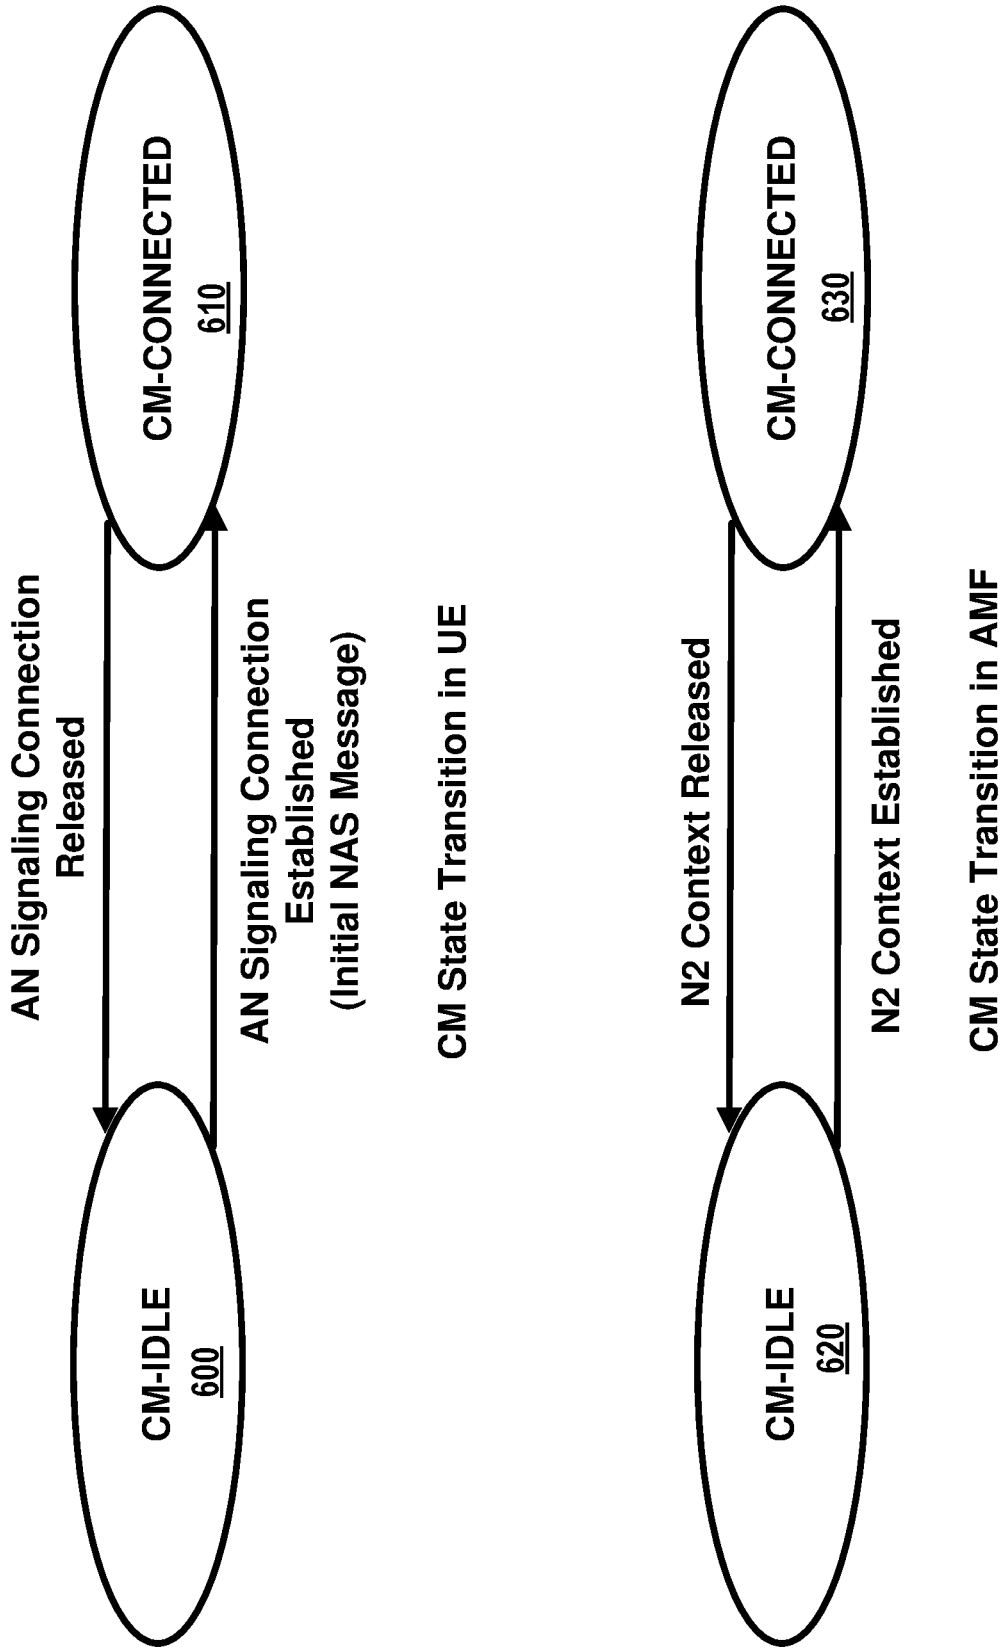 AN Signaling Connection
Released
CM-IDLE
600
CM-CONNECTED
610
AN Signaling Connection
Established
(Initial NAS Message)
CM State Transition in UE
N2 Context Released
CM-IDLE
620
CM-CONNECTED
630
N2 Context Established
CM State Transition in AMF